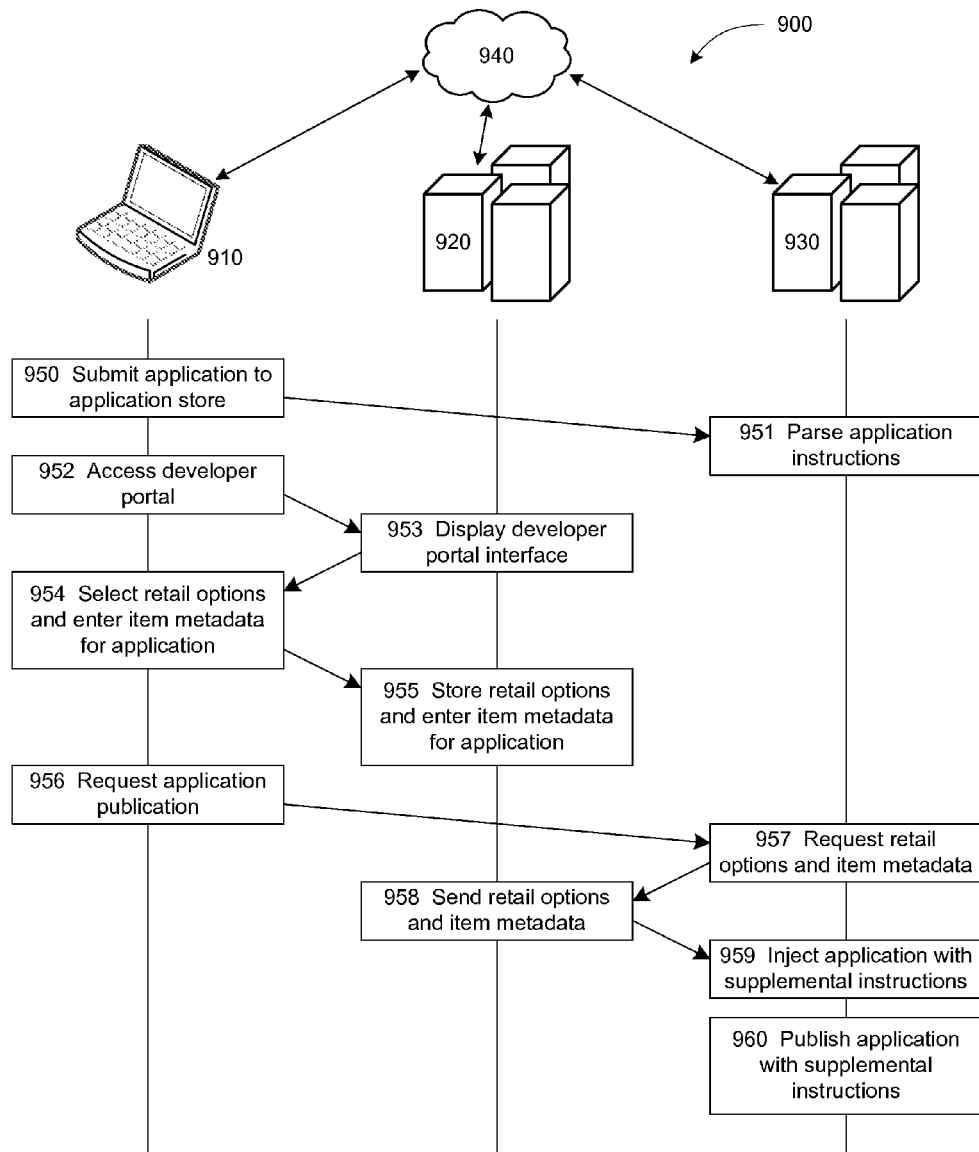 900
940
910
920
930
950 Submit application to
application store
951 Parse application
instructions
952 Access developer
portal
953 Display developer
portal interface
954 Select retail options
and enter item metadata
for application
955 Store retail options
and enter item metadata
for application
956 Request application
publication
957 Request retail
options and item metadata
958 Send retail options
and item metadata
959 Inject application with
supplemental instructions
960 Publish application
with supplemental
instructions